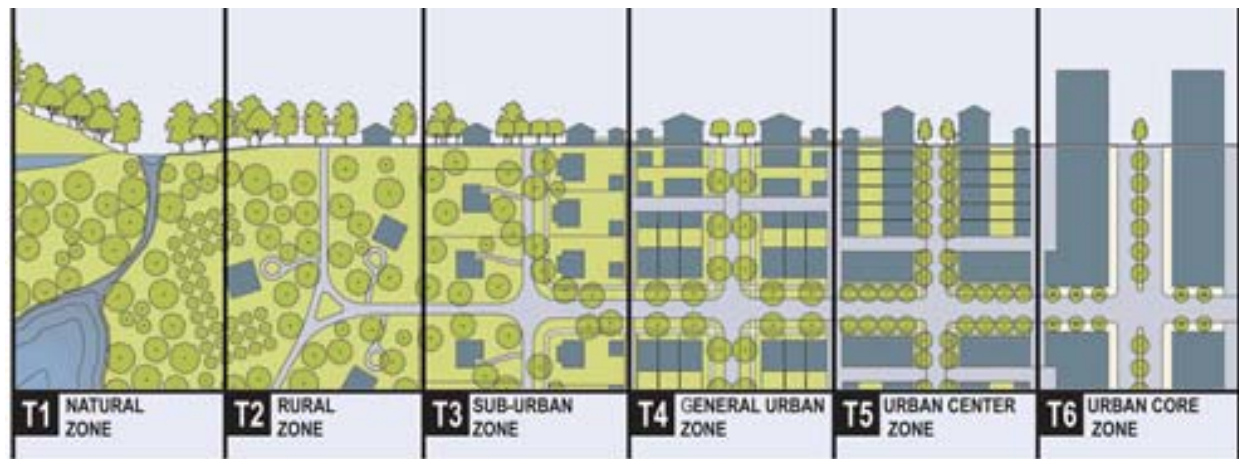 T1 NATURAL
ZONE
T2 RURAL
ZONE
T3 SUB-URBAN
ZONE
T4 GENERAL URBAN
ZONE
T5 URBAN CENTER
ZONE
T6 URBAN CORE
ZONE